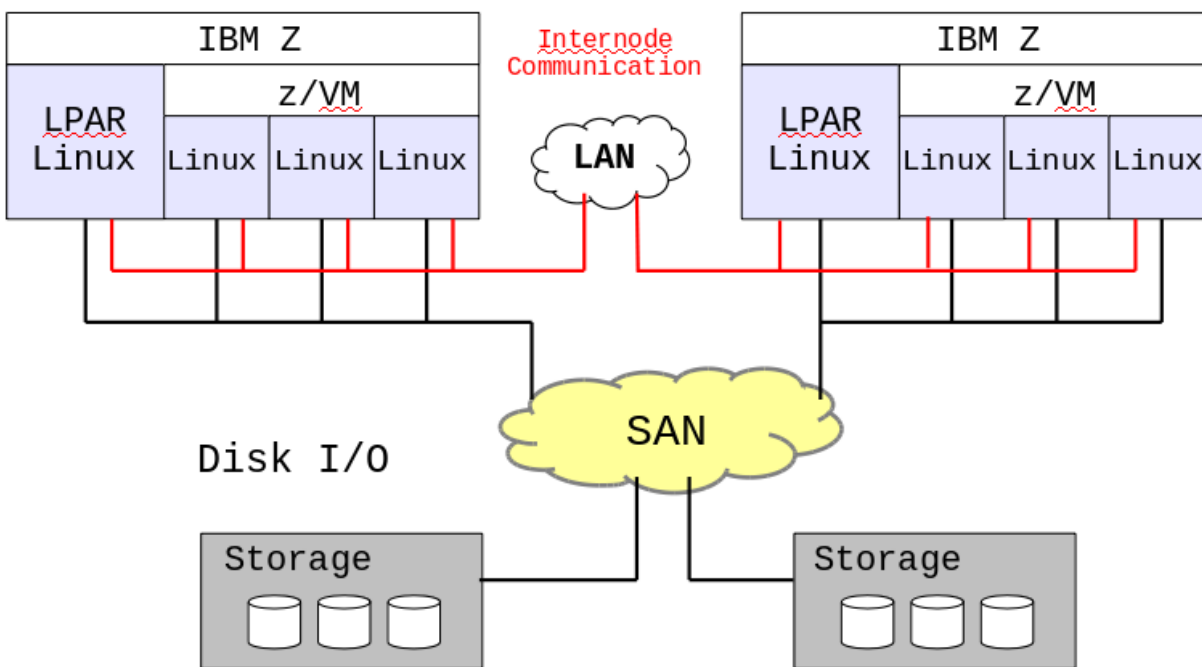 IBM Z
z/VM
LPAR
Linux
Linux
Linux
Linux
Internode
Communication
LAN
IBM Z
z/VM
LPAR
Linux
Linux
Linux
Linux
SAN
Disk I/O
Storage
Storage